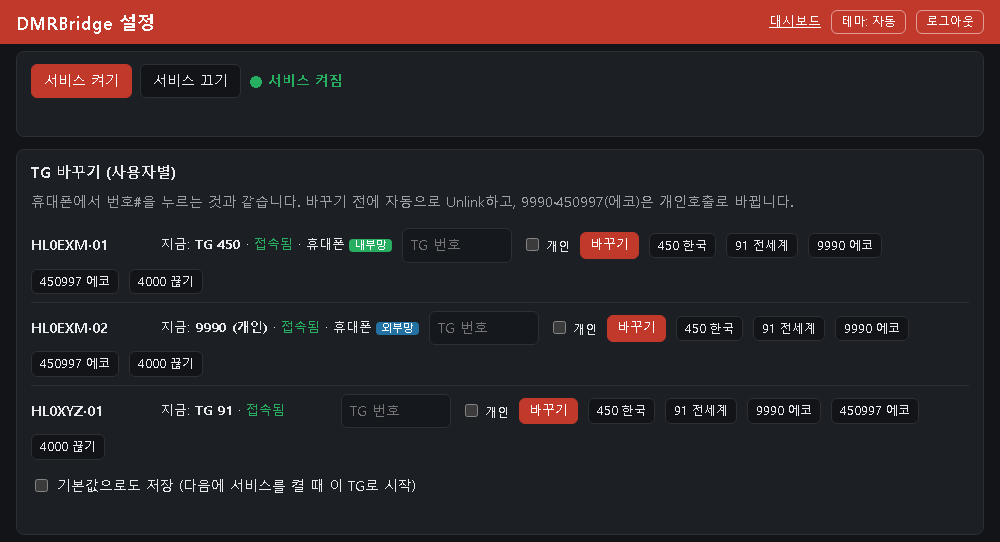 DMRBridge 설정 대시보드 테마: 자동 로그아웃
서비스 켜기 서비스 끄기 서비스 켜짐
TG 바꾸기 (사용자별)
휴대폰에서 번호#을 누르는 것과 같습니다. 바꾸기 전에 자동으로 Unlink하고, 9990·450997(에코)은 개인호출로 바뀝니다.
HL0EXM-01 지금: TG 450 · 접속됨 · 휴대폰 내부망 TG 번호 개인 바꾸기 450 한국 91 전세계 9990 에코
450997 에코 4000 끊기
HL0EXM-02 지금: 9990 (개인) · 접속됨 · 휴대폰 외부망 TG 번호 개인 바꾸기 450 한국 91 전세계 9990 에코
450997 에코 4000 끊기
HL0XYZ-01 지금: TG 91 · 접속됨 TG 번호 개인 바꾸기 450 한국 91 전세계 9990 에코 450997 에코
4000 끊기
기본값으로도 저장 (다음에 서비스를 켤 때 이 TG로 시작)